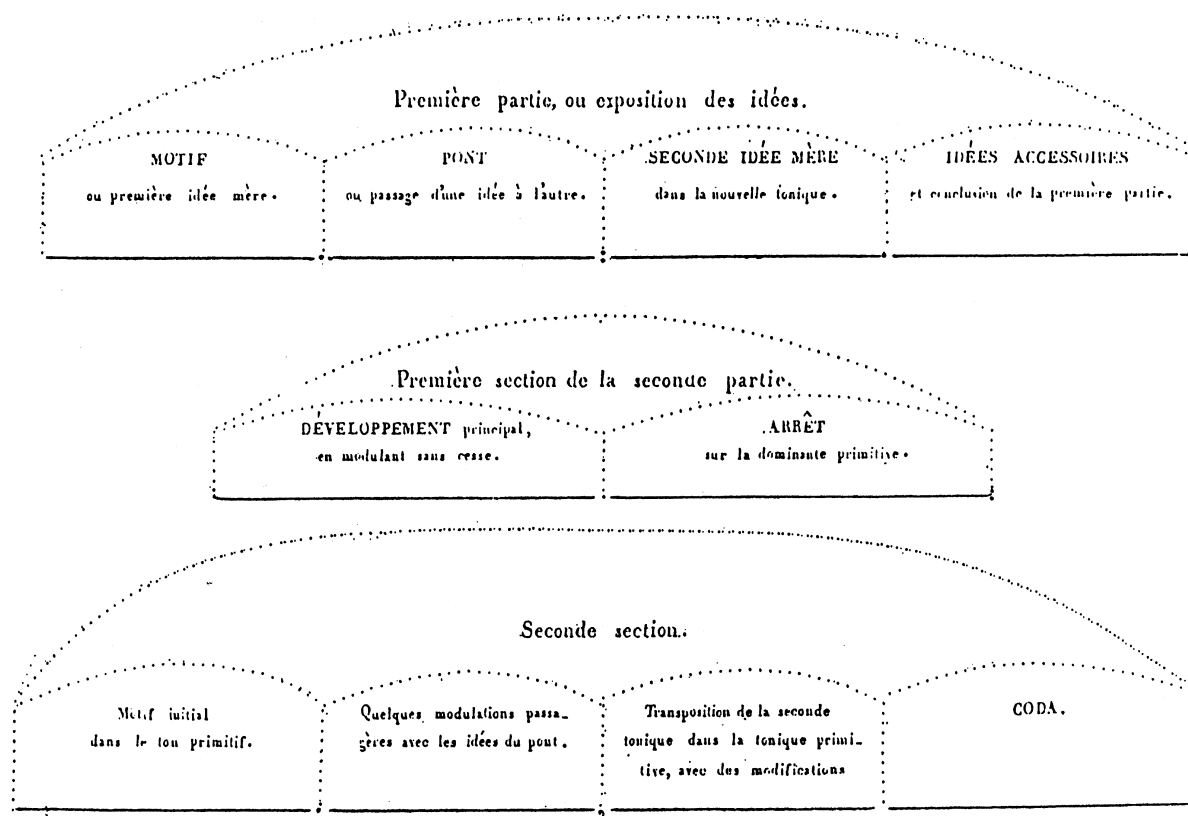 Première partie, ou exposition des idées.
MOTIF
ou première idée mère.
PONT
ou passage d'une idée à l'autre.
SECONDE IDÉE MÈRE
dans la nouvelle tonique.
IDÉES ACCESSOIRES
et conclusion de la première partie.
Première section de la seconde partie.
DÉVELOPPEMENT principal,
en modulant sans cesse.
ARRÊT
sur la dominante primitive.
Seconde section.
Motif initial
dans le ton primitif.
Quelques modulations passa-
gères avec les idées du pont.
Transposition de la seconde
tonique dans la tonique primi-
tive, avec des modifications
CODA.